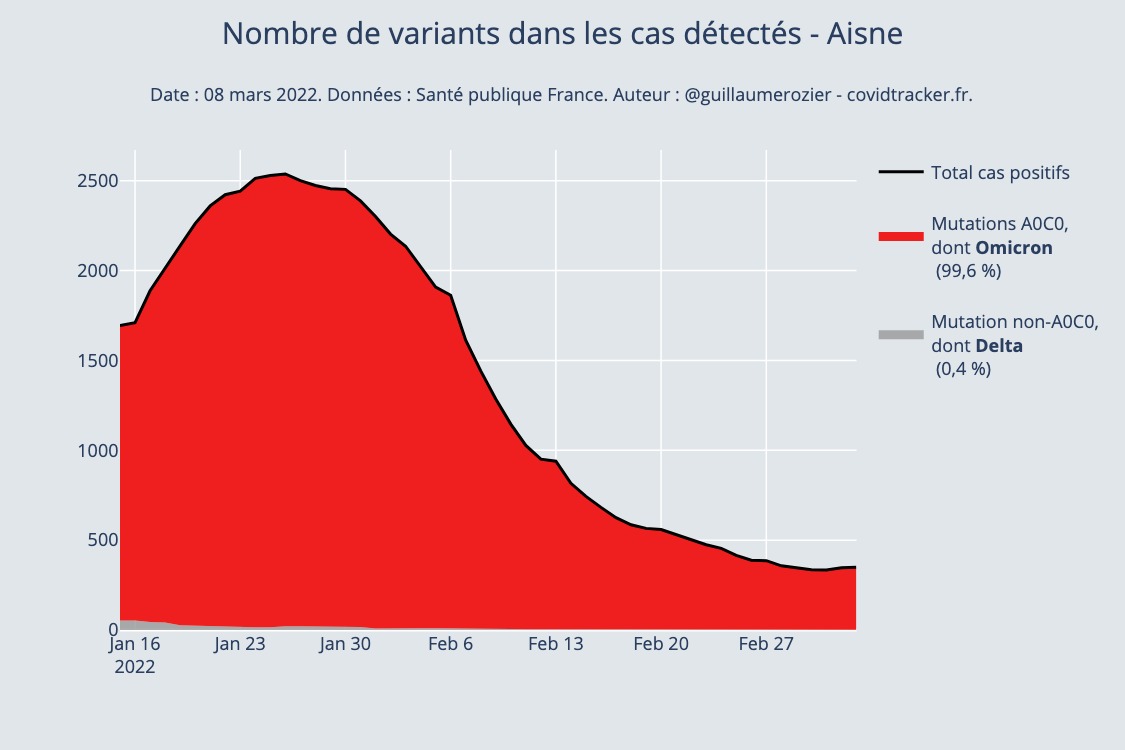 Nombre de variants dans les cas détectés - Aisne
Date : 08 mars 2022. Données : Santé publique France. Auteur : @guillaumerozier - covidtracker.fr.
2500
2000
1500
1000
500
0
Jan 16
2022
Jan 23
Jan 30
Feb 6
Feb 13
Feb 20
Feb 27
Total cas positifs
Mutations A0C0,
dont Omicron
(99,6 %)
Mutation non-A0C0,
dont Delta
(0,4 %)